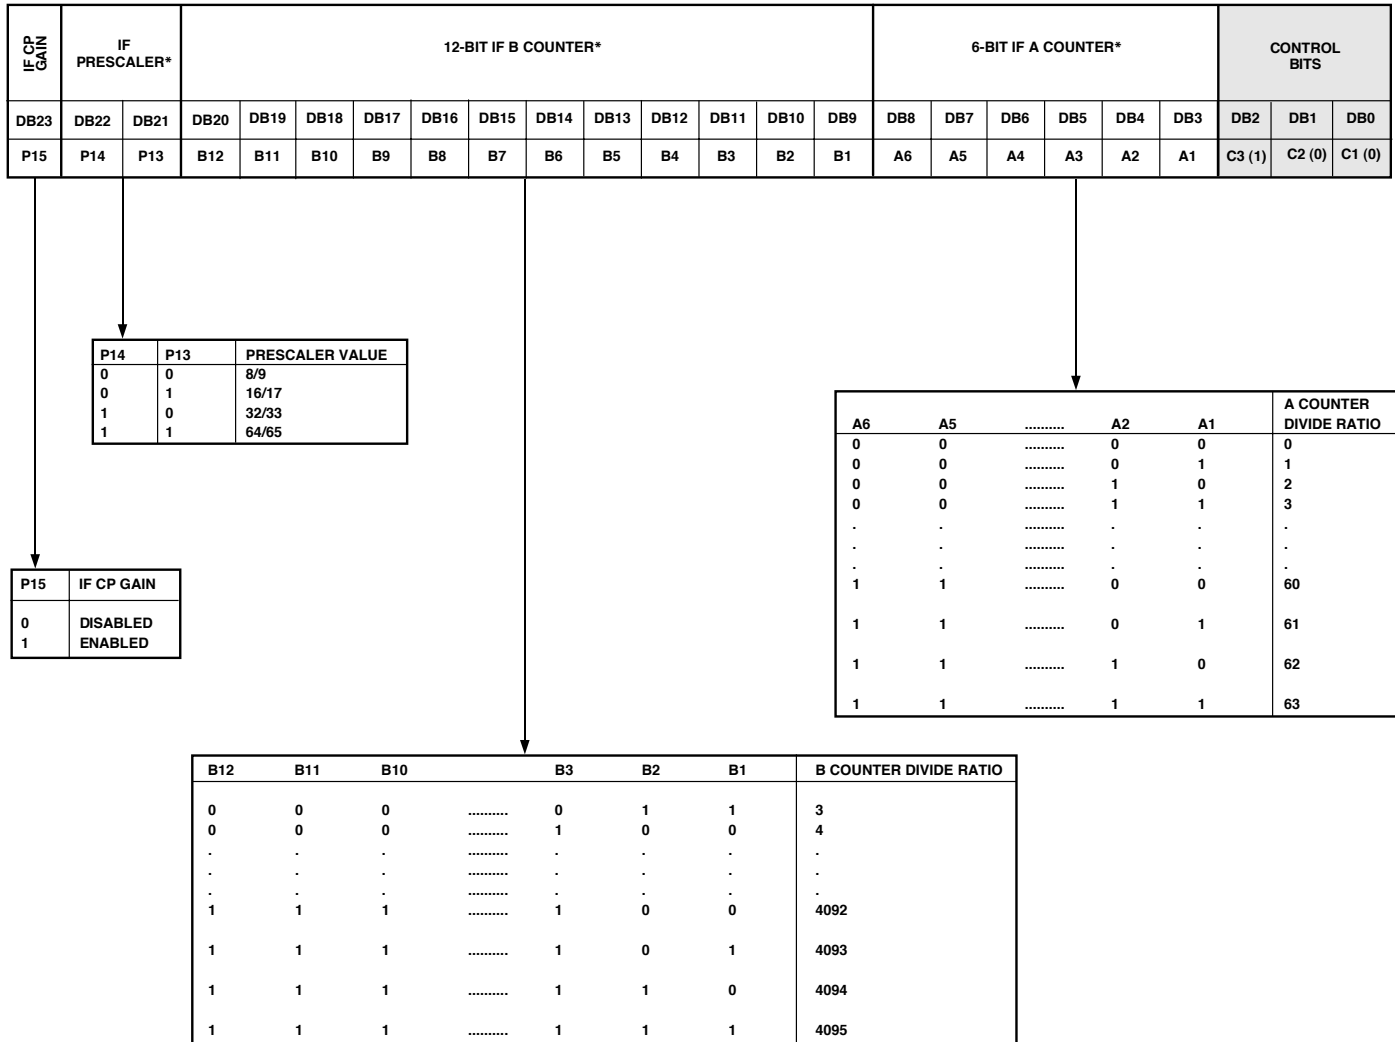 IF CP GAIN
IF PRESCALER*
12-BIT IF B COUNTER*
6-BIT IF A COUNTER*
CONTROL BITS
DB23 DB22 DB21 DB20 DB19 DB18 DB17 DB16 DB15 DB14 DB13 DB12 DB11 DB10 DB9 DB8 DB7 DB6 DB5 DB4 DB3 DB2 DB1 DB0
P15 P14 P13 B12 B11 B10 B9 B8 B7 B6 B5 B4 B3 B2 B1 A6 A5 A4 A3 A2 A1 C3 (1) C2 (0) C1 (0)
P14 P13 PRESCALER VALUE
0 0 8/9
0 1 16/17
1 0 32/33
1 1 64/65
A6 A5 .......... A2 A1 A COUNTER DIVIDE RATIO
0 0 .......... 0 0 0
0 0 .......... 0 1 1
0 0 .......... 1 0 2
0 0 .......... 1 1 3
. . .......... . . .
. . .......... . . .
. . .......... . . .
1 1 .......... 0 0 60
1 1 .......... 0 1 61
1 1 .......... 1 0 62
1 1 .......... 1 1 63
P15 IF CP GAIN
0 DISABLED
1 ENABLED
B12 B11 B10 B3 B2 B1 B COUNTER DIVIDE RATIO
0 0 0 .......... 0 1 1 3
0 0 0 .......... 1 0 0 4
. . . .......... . . . .
. . . .......... . . . .
. . . .......... . . . .
1 1 1 .......... 1 0 0 4092
1 1 1 .......... 1 0 1 4093
1 1 1 .......... 1 1 0 4094
1 1 1 .......... 1 1 1 4095